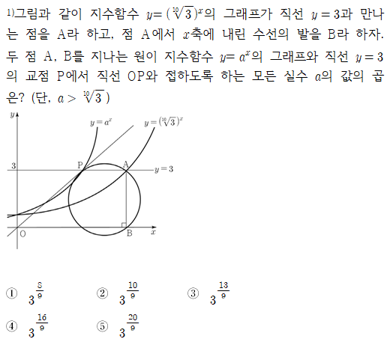 1)그림과 같이 지수함수 y=(¹⁰√3)ˣ의 그래프가 직선 y=3과 만나
는 점을 A라 하고, 점 A에서 x축에 내린 수선의 발을 B라 하자.
두 점 A, B를 지나는 원이 지수함수 y=aˣ의 그래프와 직선 y=3
의 교점 P에서 직선 OP와 접하도록 하는 모든 실수 a의 값의 곱
은? (단, a > ¹⁰√3)
y
y=aˣ
y=(¹⁰√3)ˣ
3
P
A
y=3
O
B
x
① 3^(8/9)
② 3^(10/9)
③ 3^(13/9)
④ 3^(16/9)
⑤ 3^(20/9)